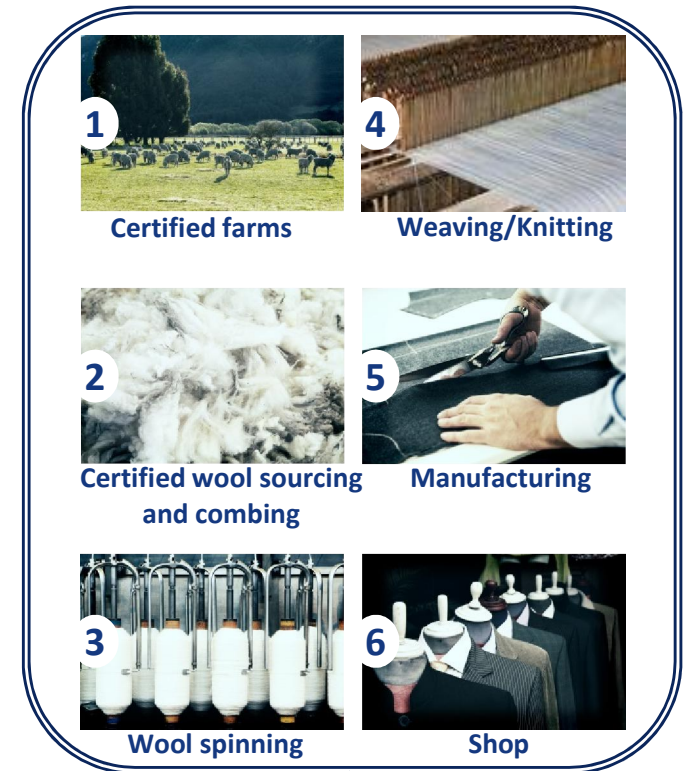 1
Certified farms
2
Certified wool sourcing
and combing
3
Wool spinning
4
Weaving/Knitting
5
Manufacturing
6
Shop